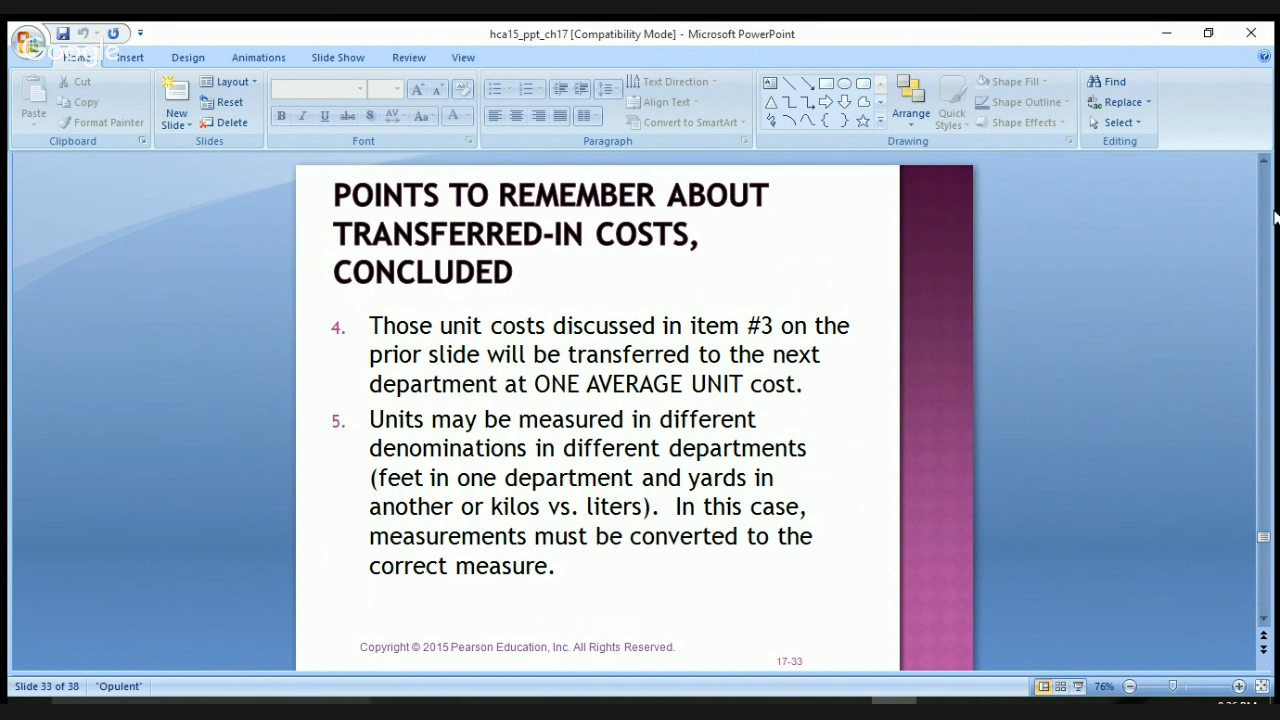 hca15_ppt_ch17 [Compatibility Mode] - Microsoft PowerPoint
Google
Home Insert Design Animations Slide Show Review View
Cut
Copy
Format Painter
Paste
Clipboard
New
Slide
Layout
Reset
Delete
Slides
B I U abc S AV Aa A
Font
Text Direction
Align Text
Convert to SmartArt
Paragraph
Arrange
Quick
Styles
Shape Fill
Shape Outline
Shape Effects
Drawing
Find
Replace
Select
Editing
POINTS TO REMEMBER ABOUT
TRANSFERRED-IN COSTS,
CONCLUDED
4. Those unit costs discussed in item #3 on the
prior slide will be transferred to the next
department at ONE AVERAGE UNIT cost.
5. Units may be measured in different
denominations in different departments
(feet in one department and yards in
another or kilos vs. liters). In this case,
measurements must be converted to the
correct measure.
Copyright © 2015 Pearson Education, Inc. All Rights Reserved.
17-33
Slide 33 of 38 "Opulent" 76%